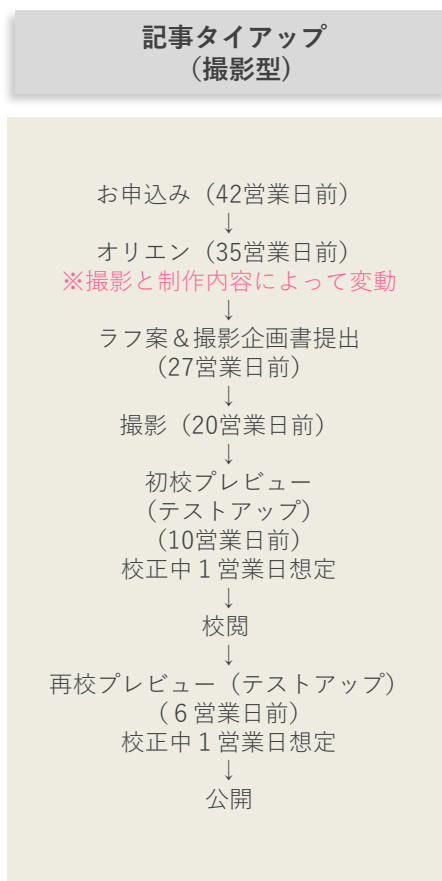 記事タイアップ
（撮影型）
お申込み（42営業日前）
↓
オリエン（35営業日前）
※撮影と制作内容によって変動
↓
ラフ案＆撮影企画書提出
（27営業日前）
↓
撮影（20営業日前）
↓
初校プレビュー
（テストアップ）
（10営業日前）
校正中１営業日想定
↓
校閲
↓
再校プレビュー（テストアップ）
（６営業日前）
校正中１営業日想定
↓
公開